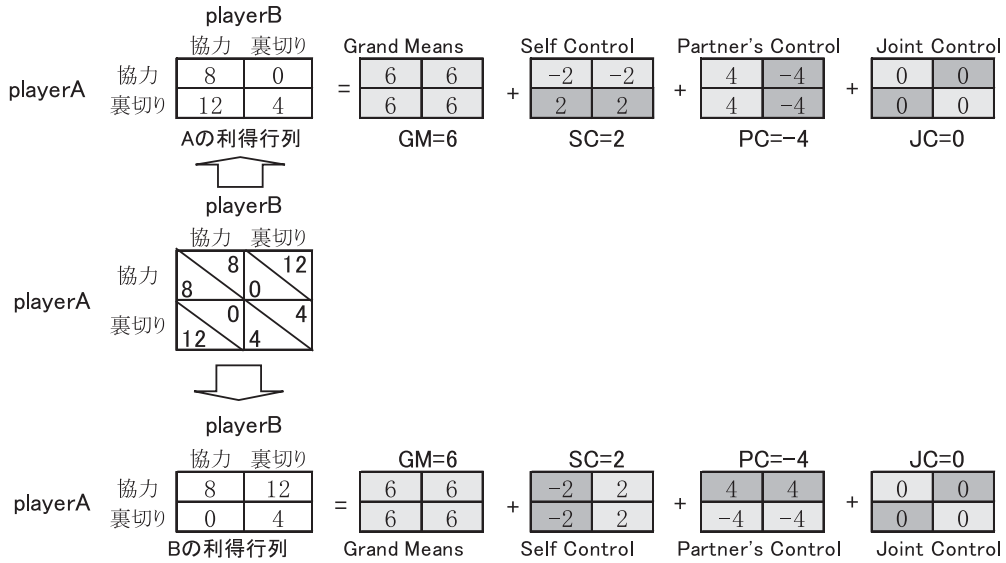 playerB
協力 裏切り Grand Means Self Control Partner's Control Joint Control
playerA 協力 8 0 = 6 6 + -2 -2 + 4 -4 + 0 0
裏切り 12 4 6 6 2 2 4 -4 0 0
Aの利得行列 GM=6 SC=2 PC=-4 JC=0
playerB
協力 裏切り
playerA 協力 8 8 12 0
裏切り 0 12 4 4
playerB
協力 裏切り GM=6 SC=2 PC=-4 JC=0
playerA 協力 8 12 = 6 6 + -2 2 + 4 4 + 0 0
裏切り 0 4 6 6 -2 2 -4 -4 0 0
Bの利得行列 Grand Means Self Control Partner's Control Joint Control